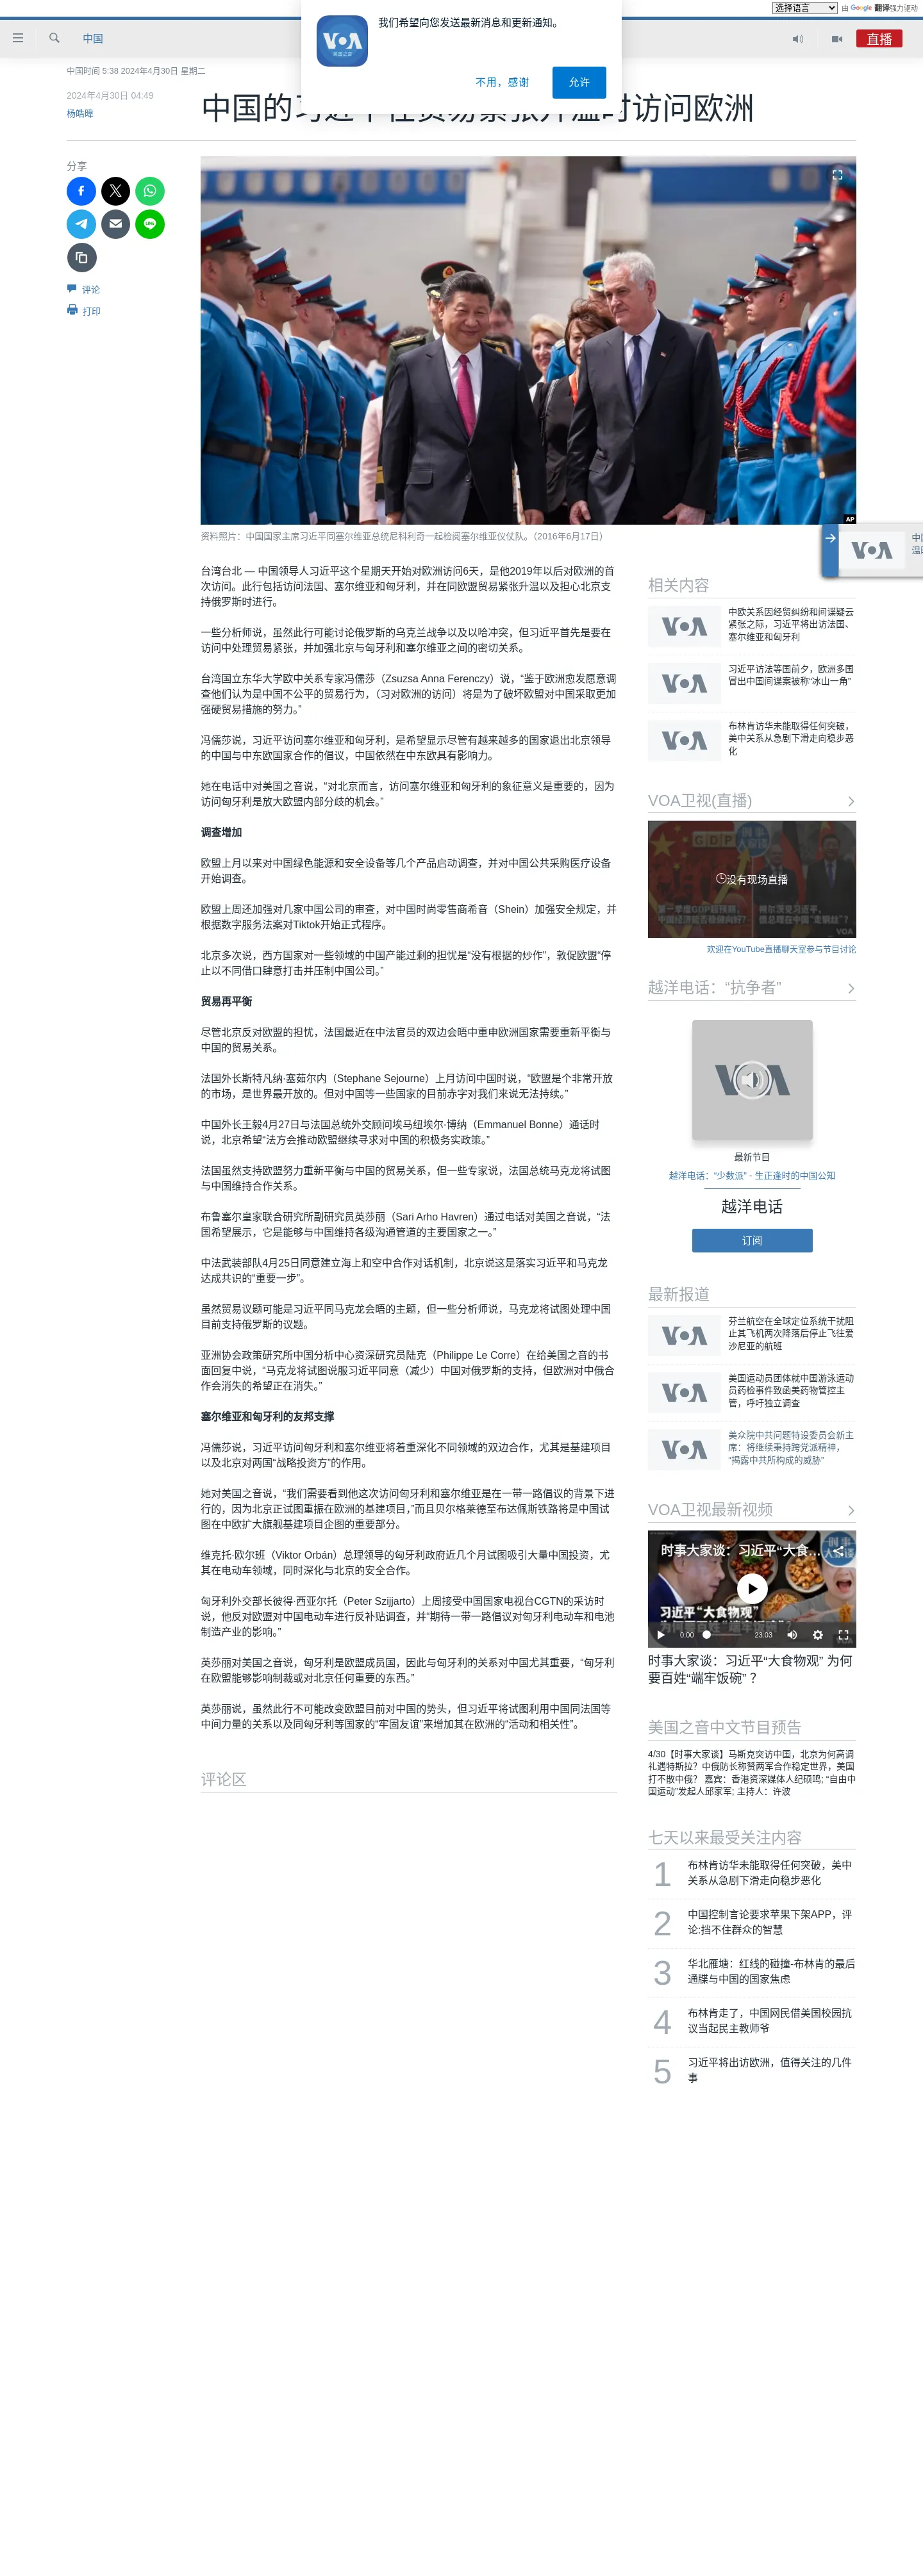 选择语言 由 Google 翻译强力驱动
我们希望向您发送最新消息和更新通知。
VOA
不用，感谢
允许
中国
直播
中国时间 5:38 2024年4月30日 星期二
2024年4月30日 04:49
杨皓暐
分享
评论
打印
AP
资料照片：中国国家主席习近平同塞尔维亚总统尼科利奇一起检阅塞尔维亚仪仗队。（2016年6月17日）
台湾台北 — 中国领导人习近平这个星期天开始对欧洲访问6天，是他2019年以后对欧洲的首
次访问。此行包括访问法国、塞尔维亚和匈牙利，并在同欧盟贸易紧张升温以及担心北京支
持俄罗斯时进行。
一些分析师说，虽然此行可能讨论俄罗斯的乌克兰战争以及以哈冲突，但习近平首先是要在
访问中处理贸易紧张，并加强北京与匈牙利和塞尔维亚之间的密切关系。
台湾国立东华大学欧中关系专家冯儒莎（Zsuzsa Anna Ferenczy）说，“鉴于欧洲愈发愿意调
查他们认为是中国不公平的贸易行为，（习对欧洲的访问）将是为了破坏欧盟对中国采取更加
强硬贸易措施的努力。”
冯儒莎说，习近平访问塞尔维亚和匈牙利，是希望显示尽管有越来越多的国家退出北京领导
的中国与中东欧国家合作的倡议，中国依然在中东欧具有影响力。
她在电话中对美国之音说，“对北京而言，访问塞尔维亚和匈牙利的象征意义是重要的，因为
访问匈牙利是放大欧盟内部分歧的机会。”
调查增加
欧盟上月以来对中国绿色能源和安全设备等几个产品启动调查，并对中国公共采购医疗设备
开始调查。
欧盟上周还加强对几家中国公司的审查，对中国时尚零售商希音（Shein）加强安全规定，并
根据数字服务法案对Tiktok开始正式程序。
北京多次说，西方国家对一些领域的中国产能过剩的担忧是“没有根据的炒作”，敦促欧盟“停
止以不同借口肆意打击并压制中国公司。”
贸易再平衡
尽管北京反对欧盟的担忧，法国最近在中法官员的双边会晤中重申欧洲国家需要重新平衡与
中国的贸易关系。
法国外长斯特凡纳·塞茹尔内（Stephane Sejourne）上月访问中国时说，“欧盟是个非常开放
的市场，是世界最开放的。但对中国等一些国家的目前赤字对我们来说无法持续。”
中国外长王毅4月27日与法国总统外交顾问埃马纽埃尔·博纳（Emmanuel Bonne）通话时
说，北京希望“法方会推动欧盟继续寻求对中国的积极务实政策。”
法国虽然支持欧盟努力重新平衡与中国的贸易关系，但一些专家说，法国总统马克龙将试图
与中国维持合作关系。
布鲁塞尔皇家联合研究所副研究员英莎丽（Sari Arho Havren）通过电话对美国之音说，“法
国希望展示，它是能够与中国维持各级沟通管道的主要国家之一。”
中法武装部队4月25日同意建立海上和空中合作对话机制，北京说这是落实习近平和马克龙
达成共识的“重要一步”。
虽然贸易议题可能是习近平同马克龙会晤的主题，但一些分析师说，马克龙将试图处理中国
目前支持俄罗斯的议题。
亚洲协会政策研究所中国分析中心资深研究员陆克（Philippe Le Corre）在给美国之音的书
面回复中说，“马克龙将试图说服习近平同意（减少）中国对俄罗斯的支持，但欧洲对中俄合
作会消失的希望正在消失。”
塞尔维亚和匈牙利的友邦支撑
冯儒莎说，习近平访问匈牙利和塞尔维亚将着重深化不同领域的双边合作，尤其是基建项目
以及北京对两国“战略投资方”的作用。
她对美国之音说，“我们需要看到他这次访问匈牙利和塞尔维亚是在一带一路倡议的背景下进
行的，因为北京正试图重振在欧洲的基建项目，”而且贝尔格莱德至布达佩斯铁路将是中国试
图在中欧扩大旗舰基建项目企图的重要部分。
维克托·欧尔班（Viktor Orbán）总理领导的匈牙利政府近几个月试图吸引大量中国投资，尤
其在电动车领域，同时深化与北京的安全合作。
匈牙利外交部长彼得·西亚尔托（Peter Szijjarto）上周接受中国国家电视台CGTN的采访时
说，他反对欧盟对中国电动车进行反补贴调查，并“期待一带一路倡议对匈牙利电动车和电池
制造产业的影响。”
英莎丽对美国之音说，匈牙利是欧盟成员国，因此与匈牙利的关系对中国尤其重要，“匈牙利
在欧盟能够影响制裁或对北京任何重要的东西。”
英莎丽说，虽然此行不可能改变欧盟目前对中国的势头，但习近平将试图利用中国同法国等
中间力量的关系以及同匈牙利等国家的“牢固友谊”来增加其在欧洲的“活动和相关性”。
评论区
相关内容
中欧关系因经贸纠纷和间谍疑云
紧张之际，习近平将出访法国、
塞尔维亚和匈牙利
习近平访法等国前夕，欧洲多国
冒出中国间谍案被称“冰山一角”
布林肯访华未能取得任何突破，
美中关系从急剧下滑走向稳步恶
化
VOA卫视(直播)
没有现场直播
欢迎在YouTube直播聊天室参与节目讨论
越洋电话：“抗争者”
VOA
最新节目
越洋电话：“少数派” - 生正逢时的中国公知
越洋电话
订阅
最新报道
芬兰航空在全球定位系统干扰阻
止其飞机两次降落后停止飞往爱
沙尼亚的航班
美国运动员团体就中国游泳运动
员药检事件致函美药物管控主
管，呼吁独立调查
美众院中共问题特设委员会新主
席：将继续秉持跨党派精神，
“揭露中共所构成的威胁”
VOA卫视最新视频
时事大家谈：习近平“大食…
习近平“大食物观”
0:00
23:03
时事大家谈：习近平“大食物观” 为何
要百姓“端牢饭碗”？
美国之音中文节目预告
4/30【时事大家谈】马斯克突访中国，北京为何高调
礼遇特斯拉？中俄防长称赞两军合作稳定世界，美国
打不散中俄？ 嘉宾：香港资深媒体人纪硕鸣; “自由中
国运动”发起人邱家军; 主持人：许波
七天以来最受关注内容
1 布林肯访华未能取得任何突破，美中
关系从急剧下滑走向稳步恶化
2 中国控制言论要求苹果下架APP，评
论:挡不住群众的智慧
3 华北雁塘：红线的碰撞-布林肯的最后
通牒与中国的国家焦虑
4 布林肯走了，中国网民借美国校园抗
议当起民主教师爷
5 习近平将出访欧洲，值得关注的几件
事